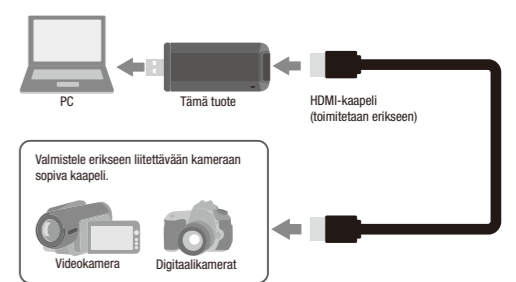 PC
Tämä tuote
HDMI-kaapeli
(toimitetaan erikseen)
Valmistele erikseen liitettävään kameraan
sopiva kaapeli.
Videokamera
Digitaalikamerat